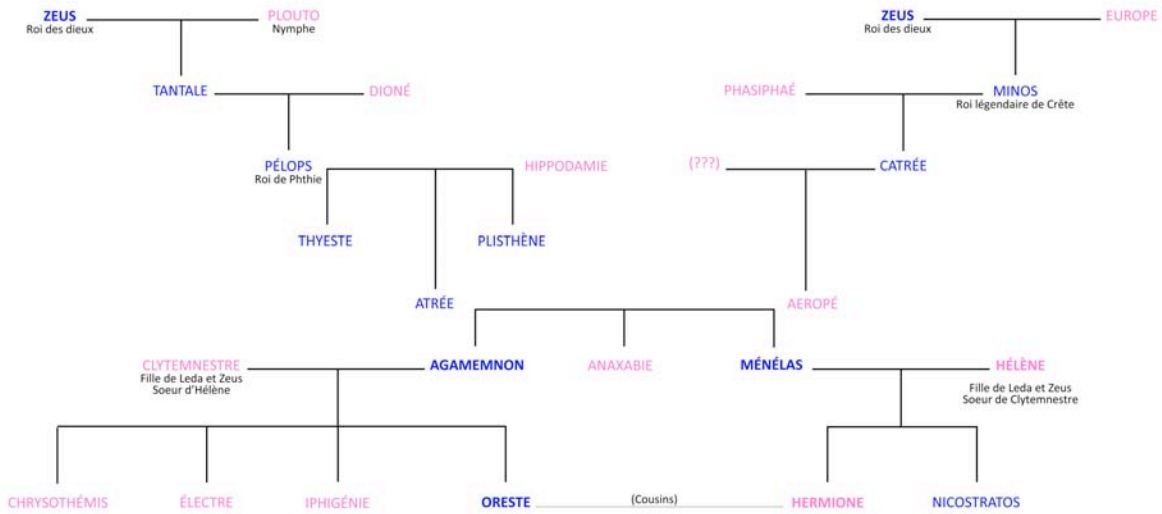 ZEUS
Roi des dieux
PLOUTO
Nymphe
ZEUS
Roi des dieux
EUROPE
TANTALE
DIONÉ
PHASIPHAÉ
MINOS
Roi légendaire de Crête
PÉLOPS
Roi de Phthie
HIPPODAMIE
(???)
CATRÉE
THYESTE
PLISTHÈNE
ATRÉE
AEROPÉ
CLYTEMNESTRE
Fille de Leda et Zeus
Soeur d'Hélène
AGAMEMNON
ANAXABIE
MÉNÉLAS
HÉLÈNE
Fille de Leda et Zeus
Soeur de Clytemnestre
CHRYSOTHÉMIS
ÉLECTRE
IPHIGÉNIE
ORESTE
(Cousins)
HERMIONE
NICOSTRATOS